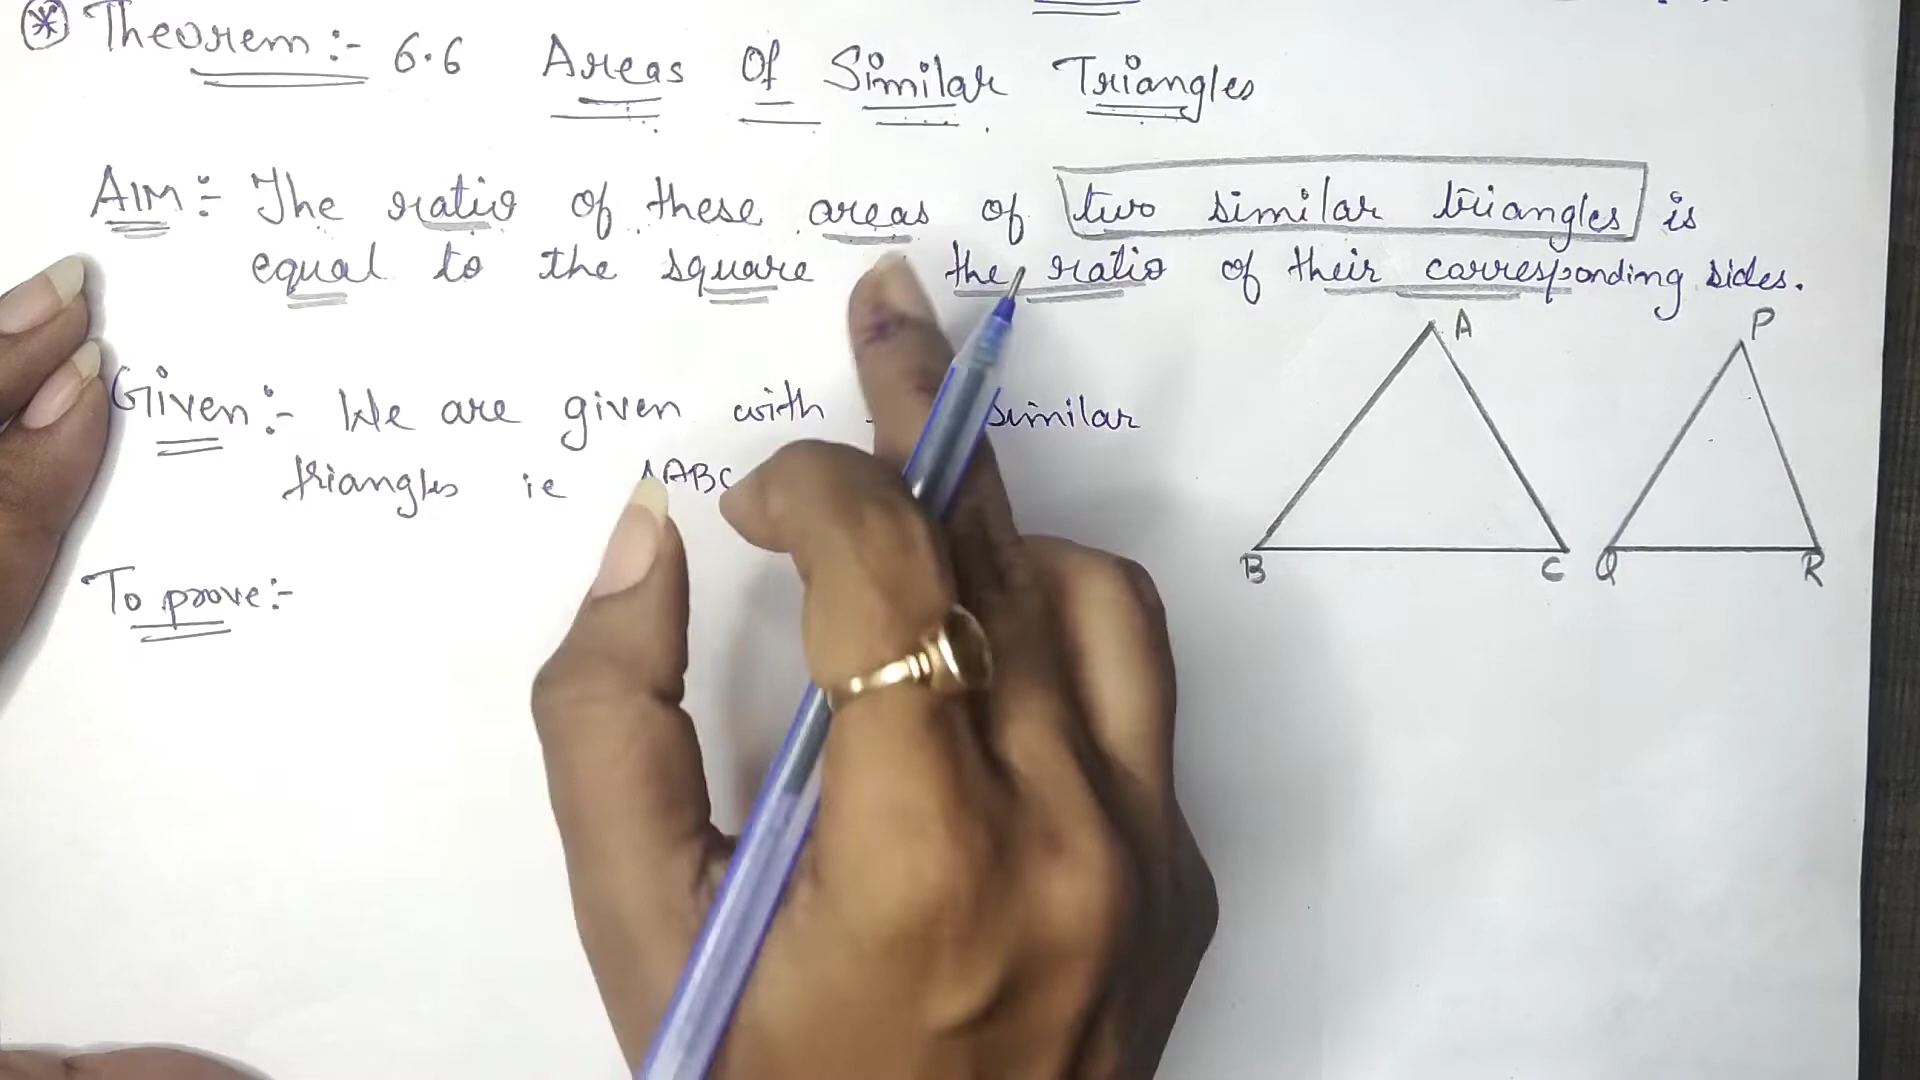 Theorem:- 6.6 Areas Of Similar Triangles
AIM:- The ratio of these areas of two similar triangles is
equal to the square the ratio of their corresponding sides.
Given:- We are given with similar
triangles ie ΔABC
To prove:-
A
P
B
C
Q
R